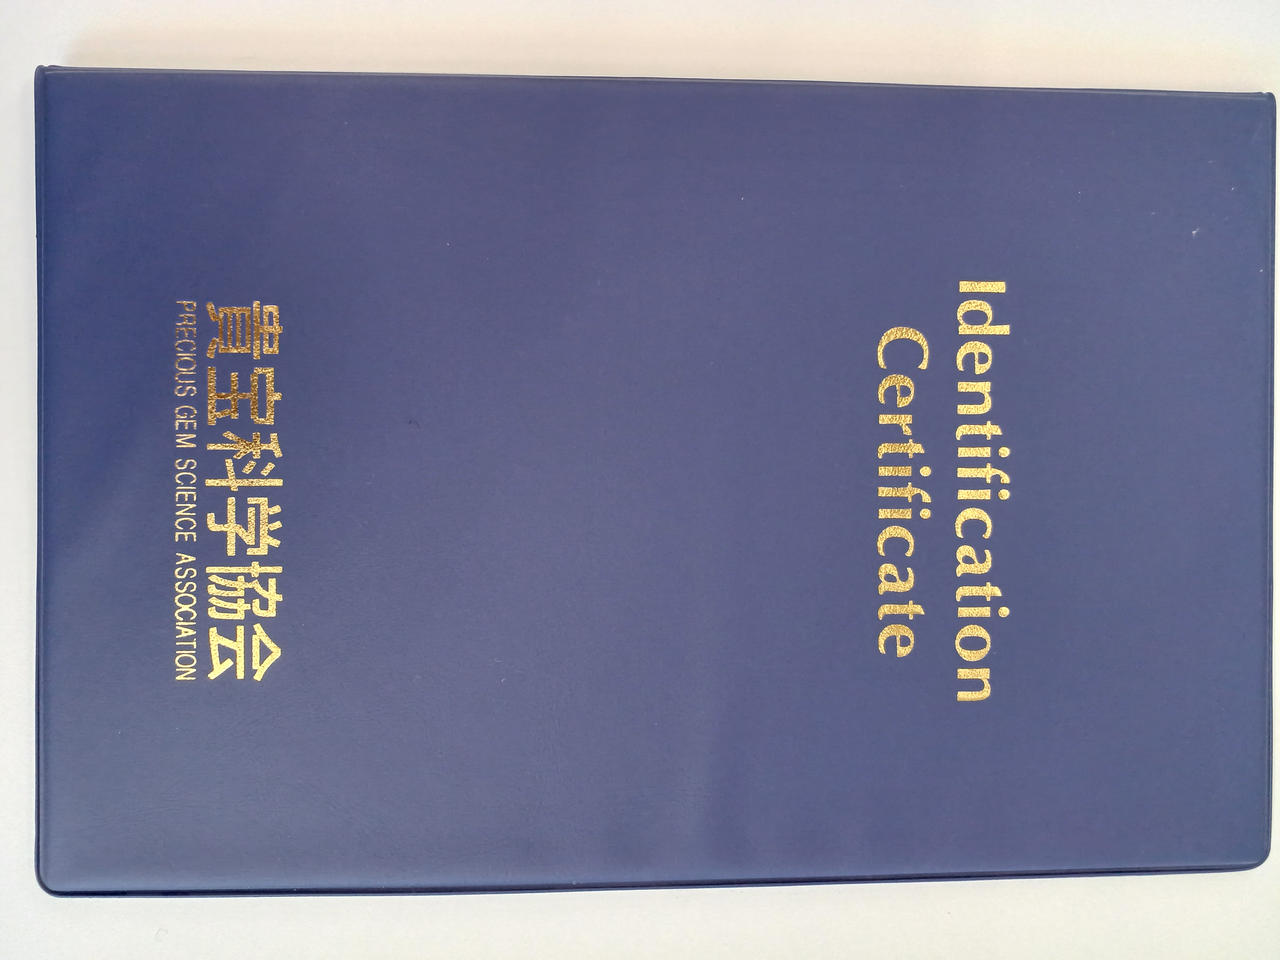 Identification
Certificate
貴宝科学協会
PRECIOUS GEM SCIENCE ASSOCIATION